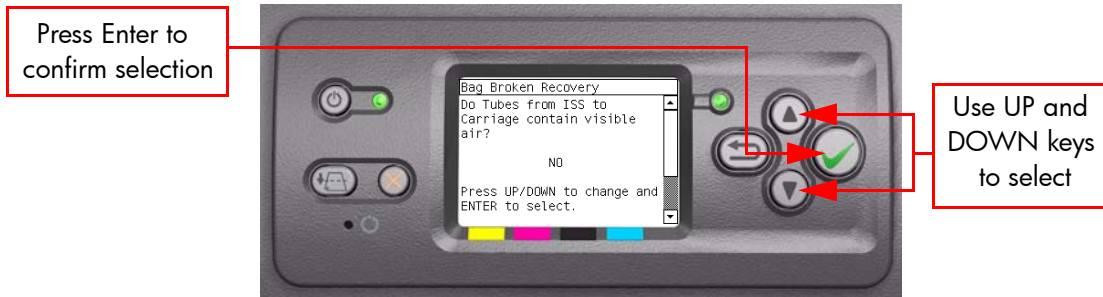 Press Enter to
confirm selection
Bag Broken Recovery
Do Tubes from ISS to
Carriage contain visible
air?
NO
Press UP/DOWN to change and
ENTER to select.
Use UP and
DOWN keys
to select